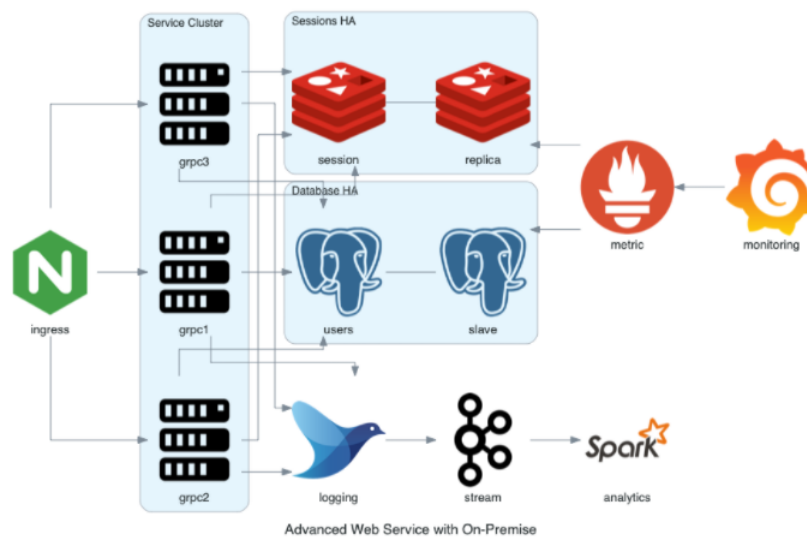 Service Cluster
Sessions HA
grpc3
session
replica
Database HA
metric
monitoring
N
ingress
grpc1
users
slave
grpc2
logging
stream
Spark
analytics
Advanced Web Service with On-Premise